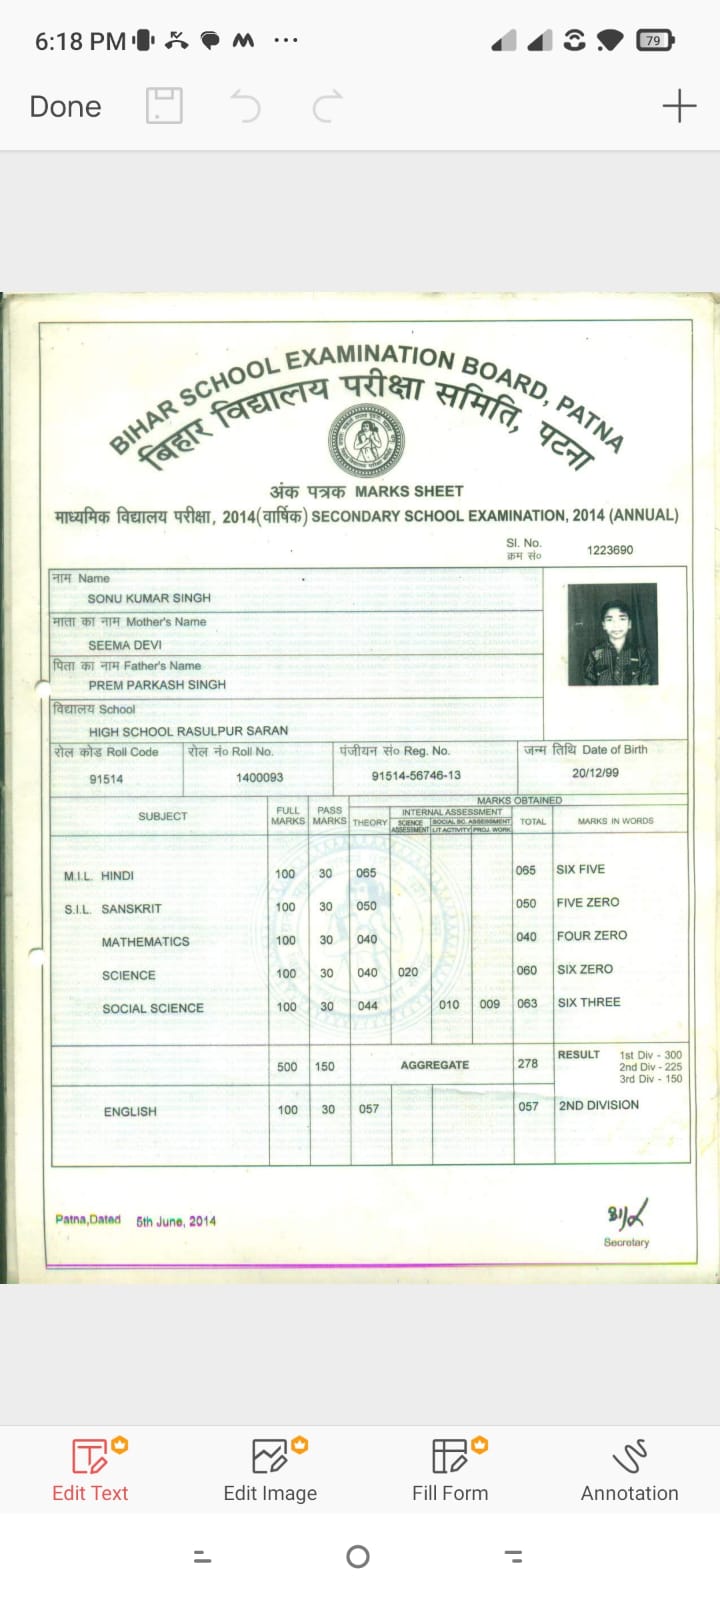 6:18 PM
79
Done
BIHAR SCHOOL EXAMINATION BOARD, PATNA
बिहार विद्यालय परीक्षा समिति, पटना
अंक पत्रक MARKS SHEET
माध्यमिक विद्यालय परीक्षा, 2014(वार्षिक) SECONDARY SCHOOL EXAMINATION, 2014 (ANNUAL)
Sl. No.
क्रम सं० 1223690
नाम Name
SONU KUMAR SINGH
माता का नाम Mother's Name
SEEMA DEVI
पिता का नाम Father's Name
PREM PARKASH SINGH
विद्यालय School
HIGH SCHOOL RASULPUR SARAN
रोल कोड Roll Code रोल नं० Roll No. पंजीयन सं० Reg. No. जन्म तिथि Date of Birth
91514 1400093 91514-56746-13 20/12/99
MARKS OBTAINED
SUBJECT FULL MARKS PASS MARKS THEORY INTERNAL ASSESSMENT TOTAL MARKS IN WORDS
SCIENCE ASSESSMENT SOCIAL SC. ASSESSMENT LIT ACTIVITY PROJ. WORK
M.I.L. HINDI 100 30 065 065 SIX FIVE
S.I.L. SANSKRIT 100 30 050 050 FIVE ZERO
MATHEMATICS 100 30 040 040 FOUR ZERO
SCIENCE 100 30 040 020 060 SIX ZERO
SOCIAL SCIENCE 100 30 044 010 009 063 SIX THREE
500 150 AGGREGATE 278 RESULT 1st Div - 300
2nd Div - 225
3rd Div - 150
ENGLISH 100 30 057 057 2ND DIVISION
Patna,Dated 5th June, 2014
Secretary
Edit Text Edit Image Fill Form Annotation